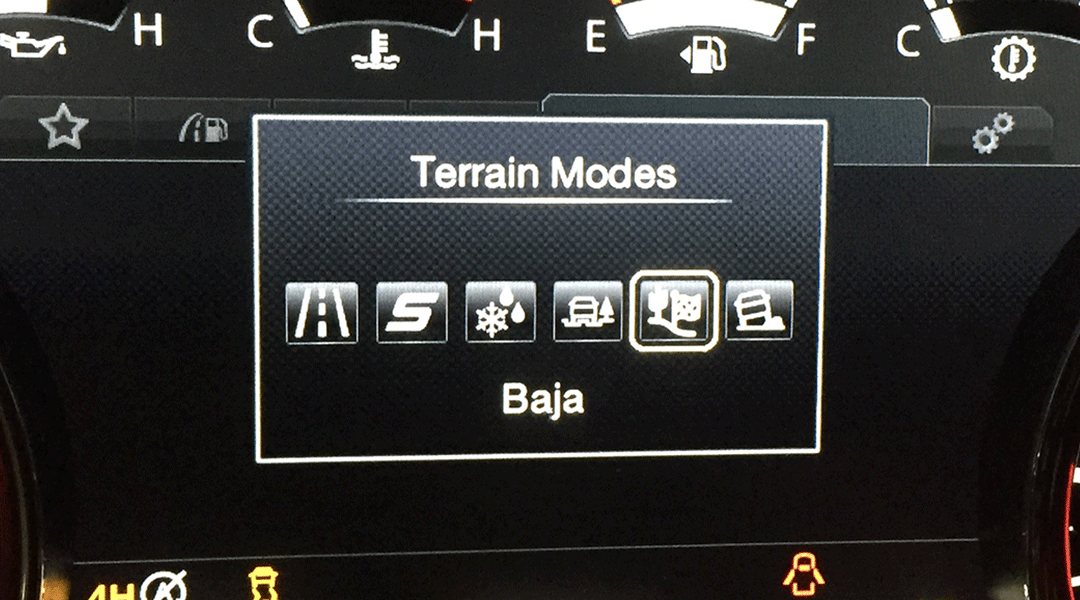 H C H E F C
Terrain Modes
S
Baja
4H A